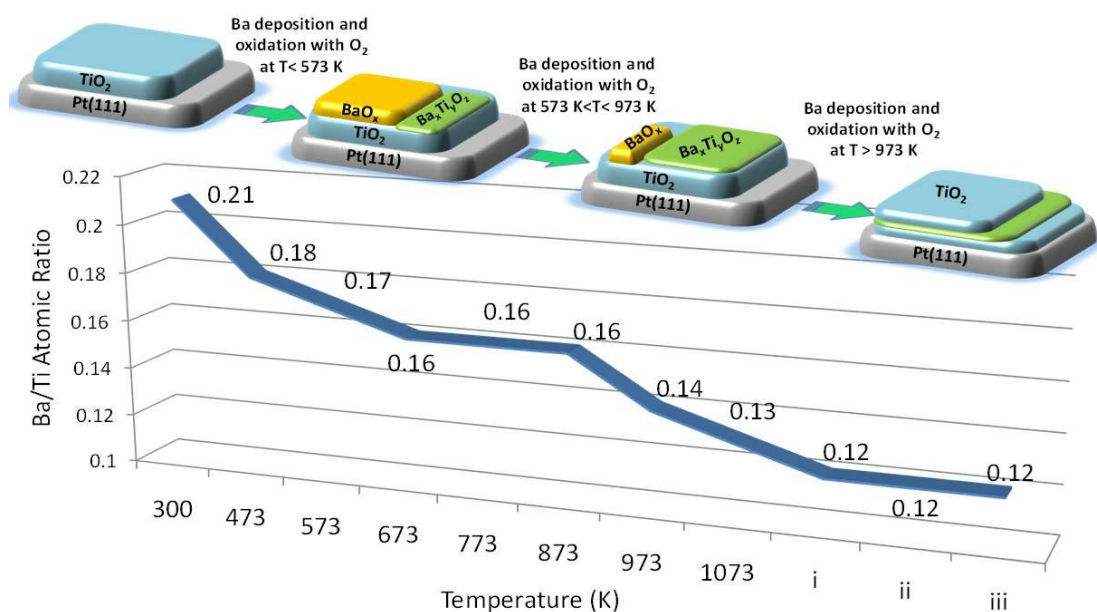 Ba deposition and
oxidation with O₂
at T< 573 K
Ba deposition and
oxidation with O₂
at 573 K<T< 973 K
Ba deposition and
oxidation with O₂
at T > 973 K
TiO₂
Pt(111)
BaOₓ
BaₓTiᵧO_z
TiO₂
Pt(111)
BaOₓ
BaₓTiᵧO_z
TiO₂
Pt(111)
TiO₂
Pt(111)
Ba/Ti Atomic Ratio
0.22
0.2
0.18
0.16
0.14
0.12
0.1
0.21
0.18
0.17
0.16
0.16
0.16
0.14
0.13
0.12
0.12
0.12
300
473
573
673
773
873
973
1073
i
ii
iii
Temperature (K)